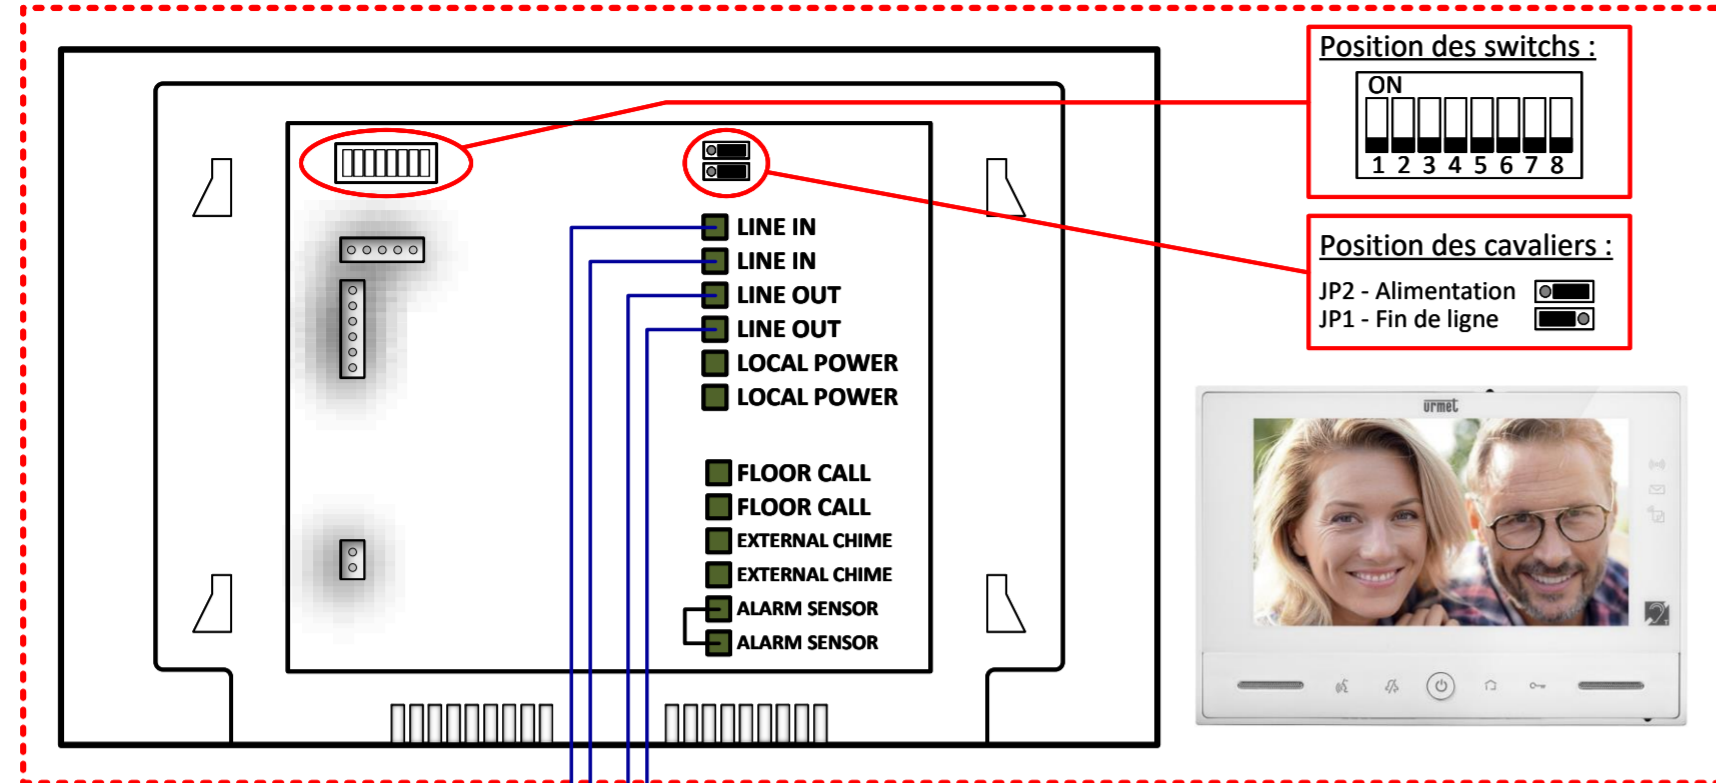 Position des switchs :
ON
1 2 3 4 5 6 7 8
Position des cavaliers :
JP2 - Alimentation
JP1 - Fin de ligne
LINE IN
LINE IN
LINE OUT
LINE OUT
LOCAL POWER
LOCAL POWER
FLOOR CALL
FLOOR CALL
EXTERNAL CHIME
EXTERNAL CHIME
ALARM SENSOR
ALARM SENSOR
urmet